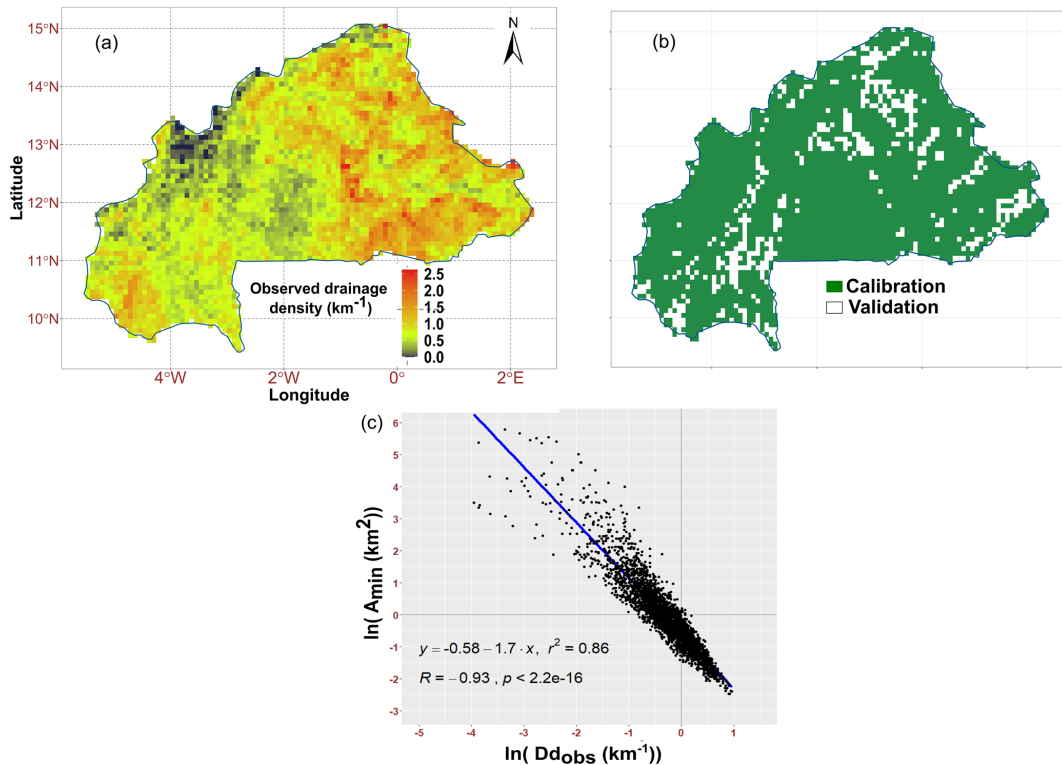 (a)
N
15°N
14°N
13°N
12°N
11°N
10°N
Latitude
Observed drainage
density (km⁻¹)
2.5
2.0
1.5
1.0
0.5
0.0
4°W
2°W
0°
2°E
Longitude
(b)
Calibration
Validation
(c)
6
5
4
3
2
1
0
-1
-2
-3
ln( Amin (km²))
y = -0.58 – 1.7 · x, r² = 0.86
R = – 0.93 , p < 2.2e-16
-5
-4
-3
-2
-1
0
1
ln( Ddobs (km⁻¹))